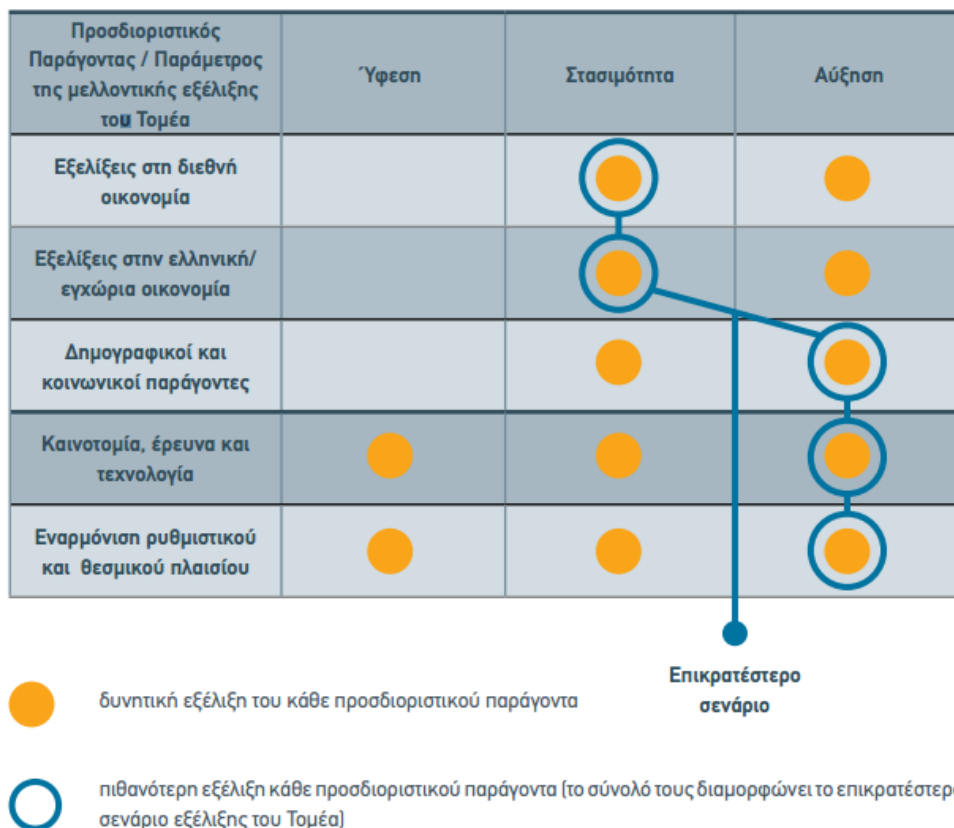 Προσδιοριστικός
Παράγοντας / Παράμετρος
της μελλοντικής εξέλιξης
του Τομέα
Ύφεση
Στασιμότητα
Αύξηση
Εξελίξεις στη διεθνή
οικονομία
Εξελίξεις στην ελληνική/
εγχώρια οικονομία
Δημογραφικοί και
κοινωνικοί παράγοντες
Καινοτομία, έρευνα και
τεχνολογία
Εναρμόνιση ρυθμιστικού
και θεσμικού πλαισίου
Επικρατέστερο
σενάριο
δυνητική εξέλιξη του κάθε προσδιοριστικού παράγοντα
πιθανότερη εξέλιξη κάθε προσδιοριστικού παράγοντα (το σύνολό τους διαμορφώνει το επικρατέστερο
σενάριο εξέλιξης του Τομέα)